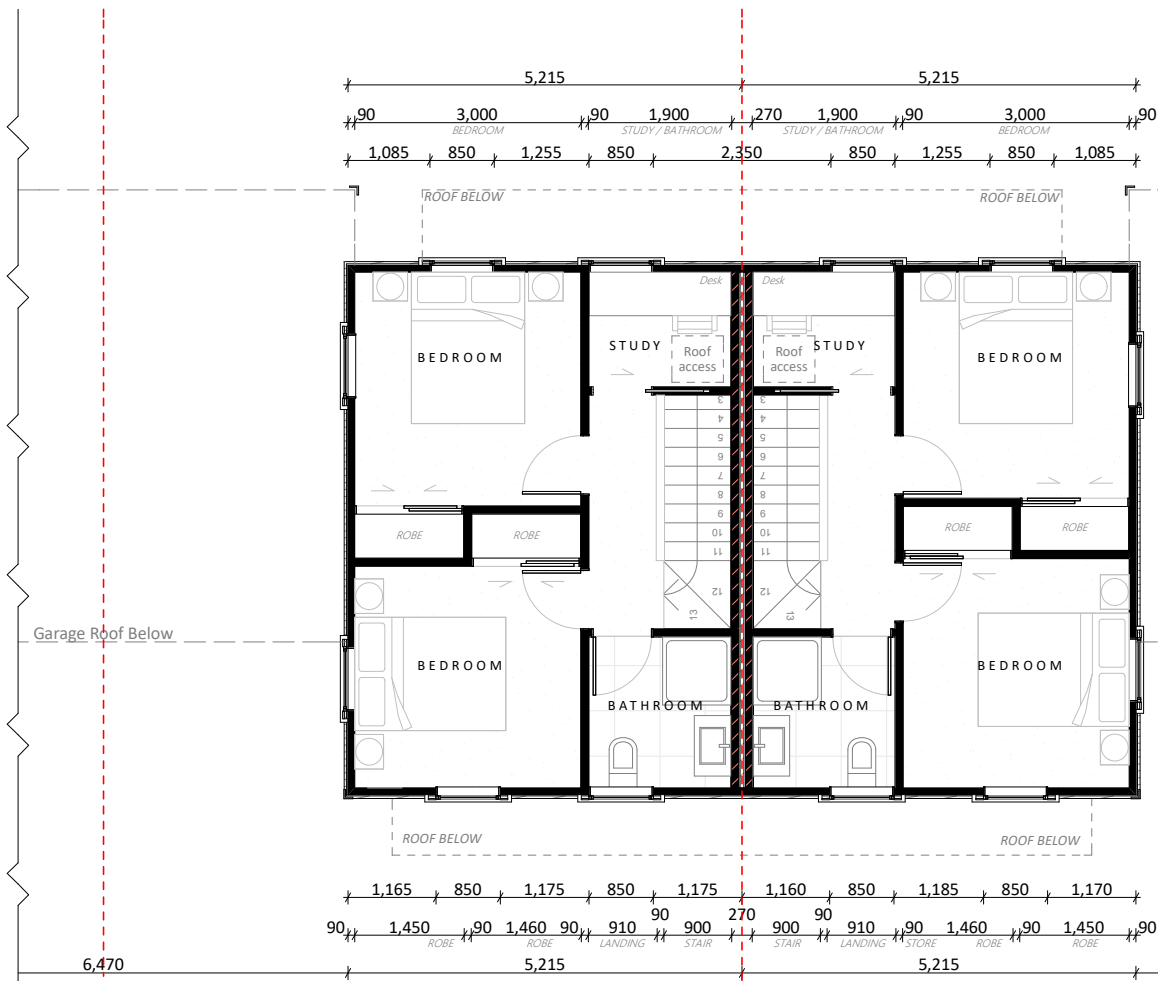 5,215 5,215
90 3,000 90 1,900 270 1,900 90 3,000 90
BEDROOM STUDY / BATHROOM STUDY / BATHROOM BEDROOM
1,085 850 1,255 850 2,350 850 1,255 850 1,085
ROOF BELOW ROOF BELOW
Desk Desk
STUDY STUDY
Roof access Roof access
BEDROOM BEDROOM
3 3
4 4
5 5
6 6
7 7
8 8
9 9
10 10
11 11
12 12
13 13
ROBE ROBE ROBE ROBE
Garage Roof Below
BEDROOM BEDROOM
BATHROOM BATHROOM
ROOF BELOW ROOF BELOW
1,165 850 1,175 850 1,175 1,160 850 1,185 850 1,170
90 270 90
90 1,450 90 1,460 90 910 900 900 910 90 1,460 90 1,450 90
ROBE ROBE LANDING STAIR STAIR LANDING STORE ROBE ROBE
6,470 5,215 5,215